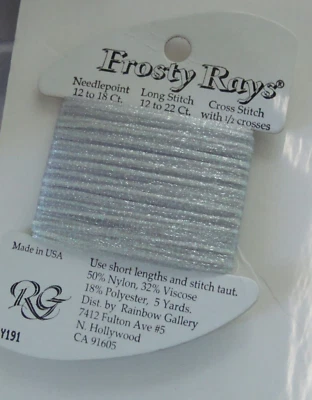 Frosty Rays®
Needlepoint Long Stitch Cross Stitch
12 to 18 Ct. 12 to 22 Ct. with ½ crosses
Made in USA
Use short lengths and stitch taut.
50% Nylon, 32% Viscose
18% Polyester, 5 Yards.
Dist. by Rainbow Gallery
7412 Fulton Ave #5
N. Hollywood
CA 91605
RG
Y191